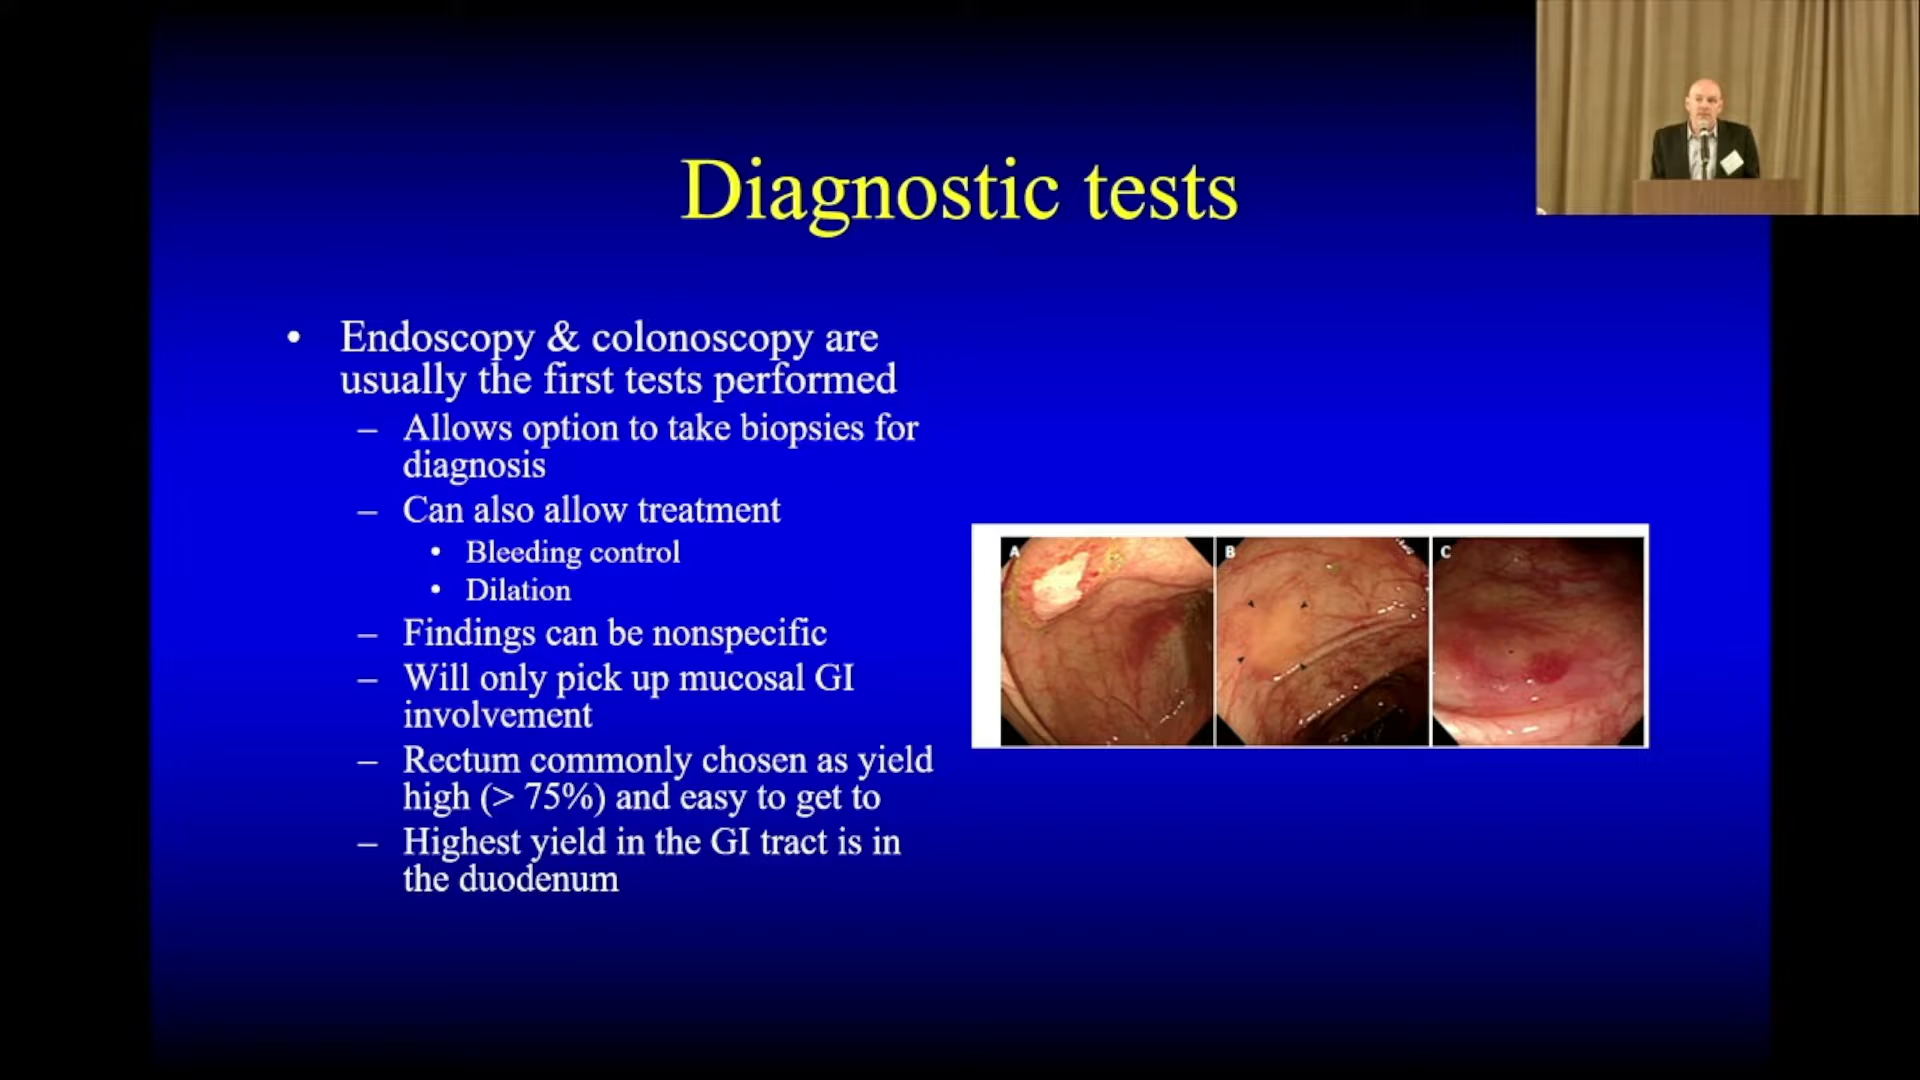 Diagnostic tests
• Endoscopy & colonoscopy are
usually the first tests performed
– Allows option to take biopsies for
diagnosis
– Can also allow treatment
• Bleeding control
• Dilation
– Findings can be nonspecific
– Will only pick up mucosal GI
involvement
– Rectum commonly chosen as yield
high (> 75%) and easy to get to
– Highest yield in the GI tract is in
the duodenum
A B C